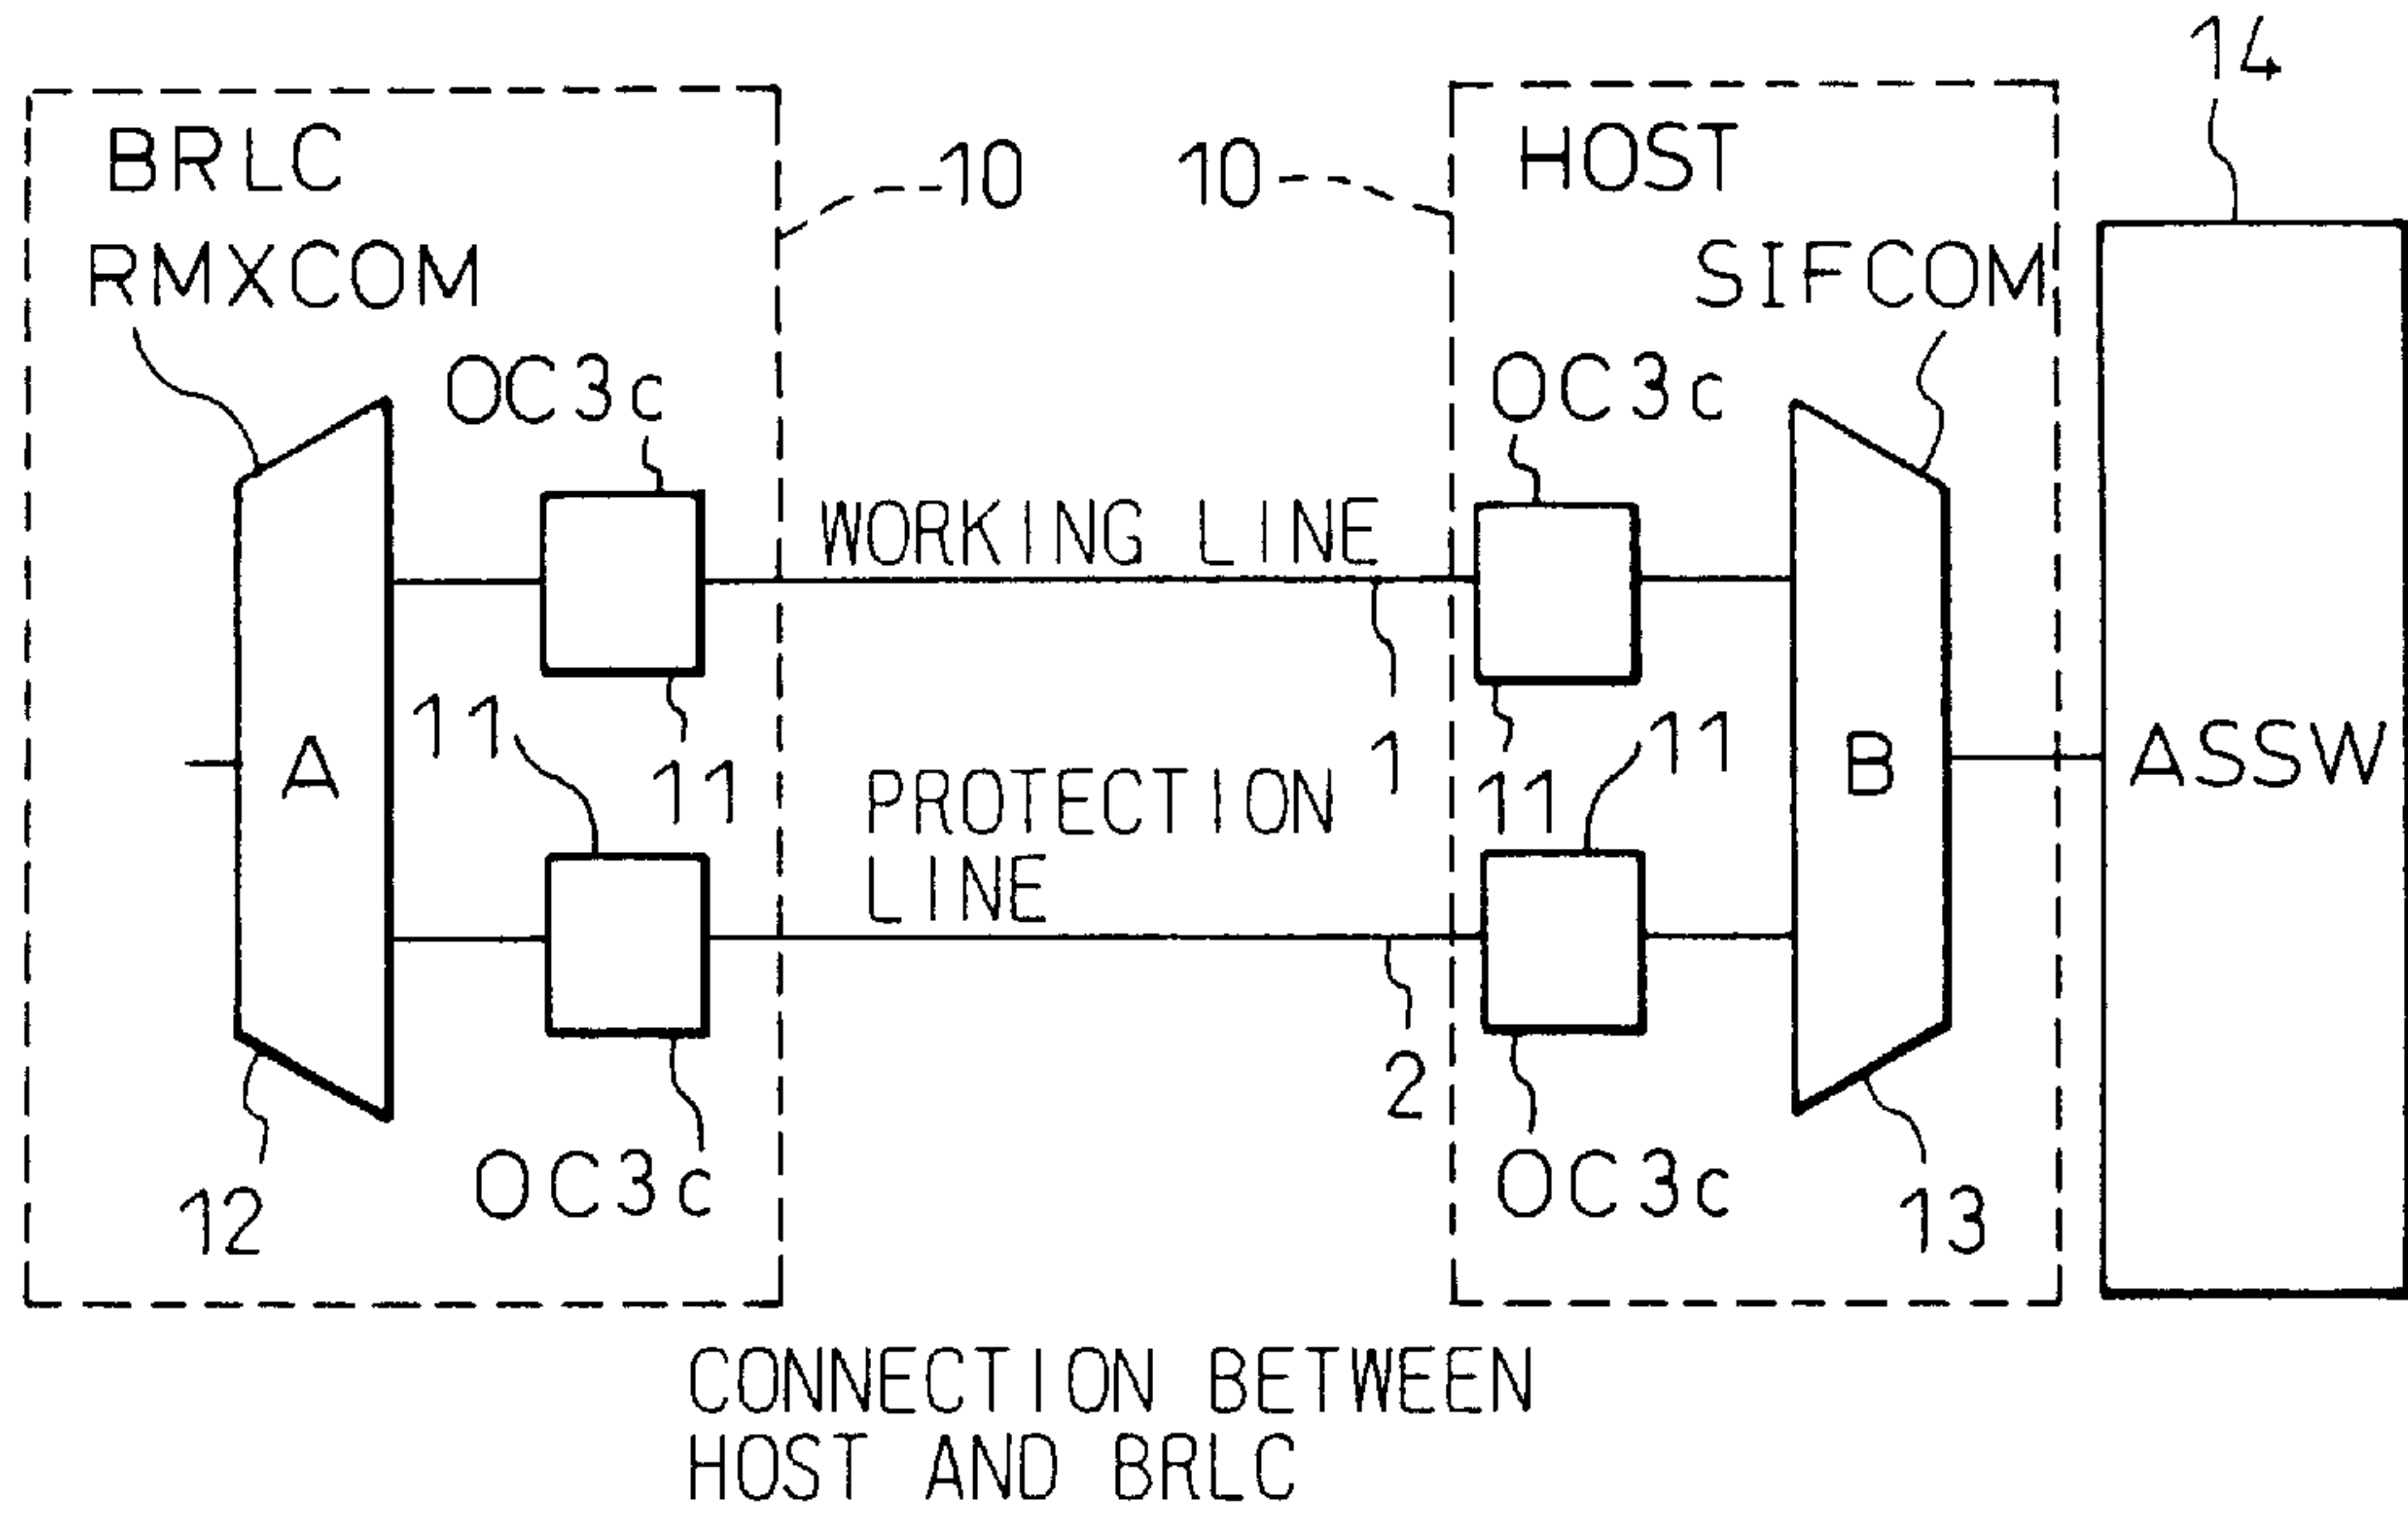 14
BRLC
10
10
HOST
RMXCOM
SIFCOM
OC3c
OC3c
WORKING LINE
11
11
1
11
11
A
B
ASSW
PROTECTION
LINE
2
12
OC3c
OC3c
13
CONNECTION BETWEEN
HOST AND BRLC